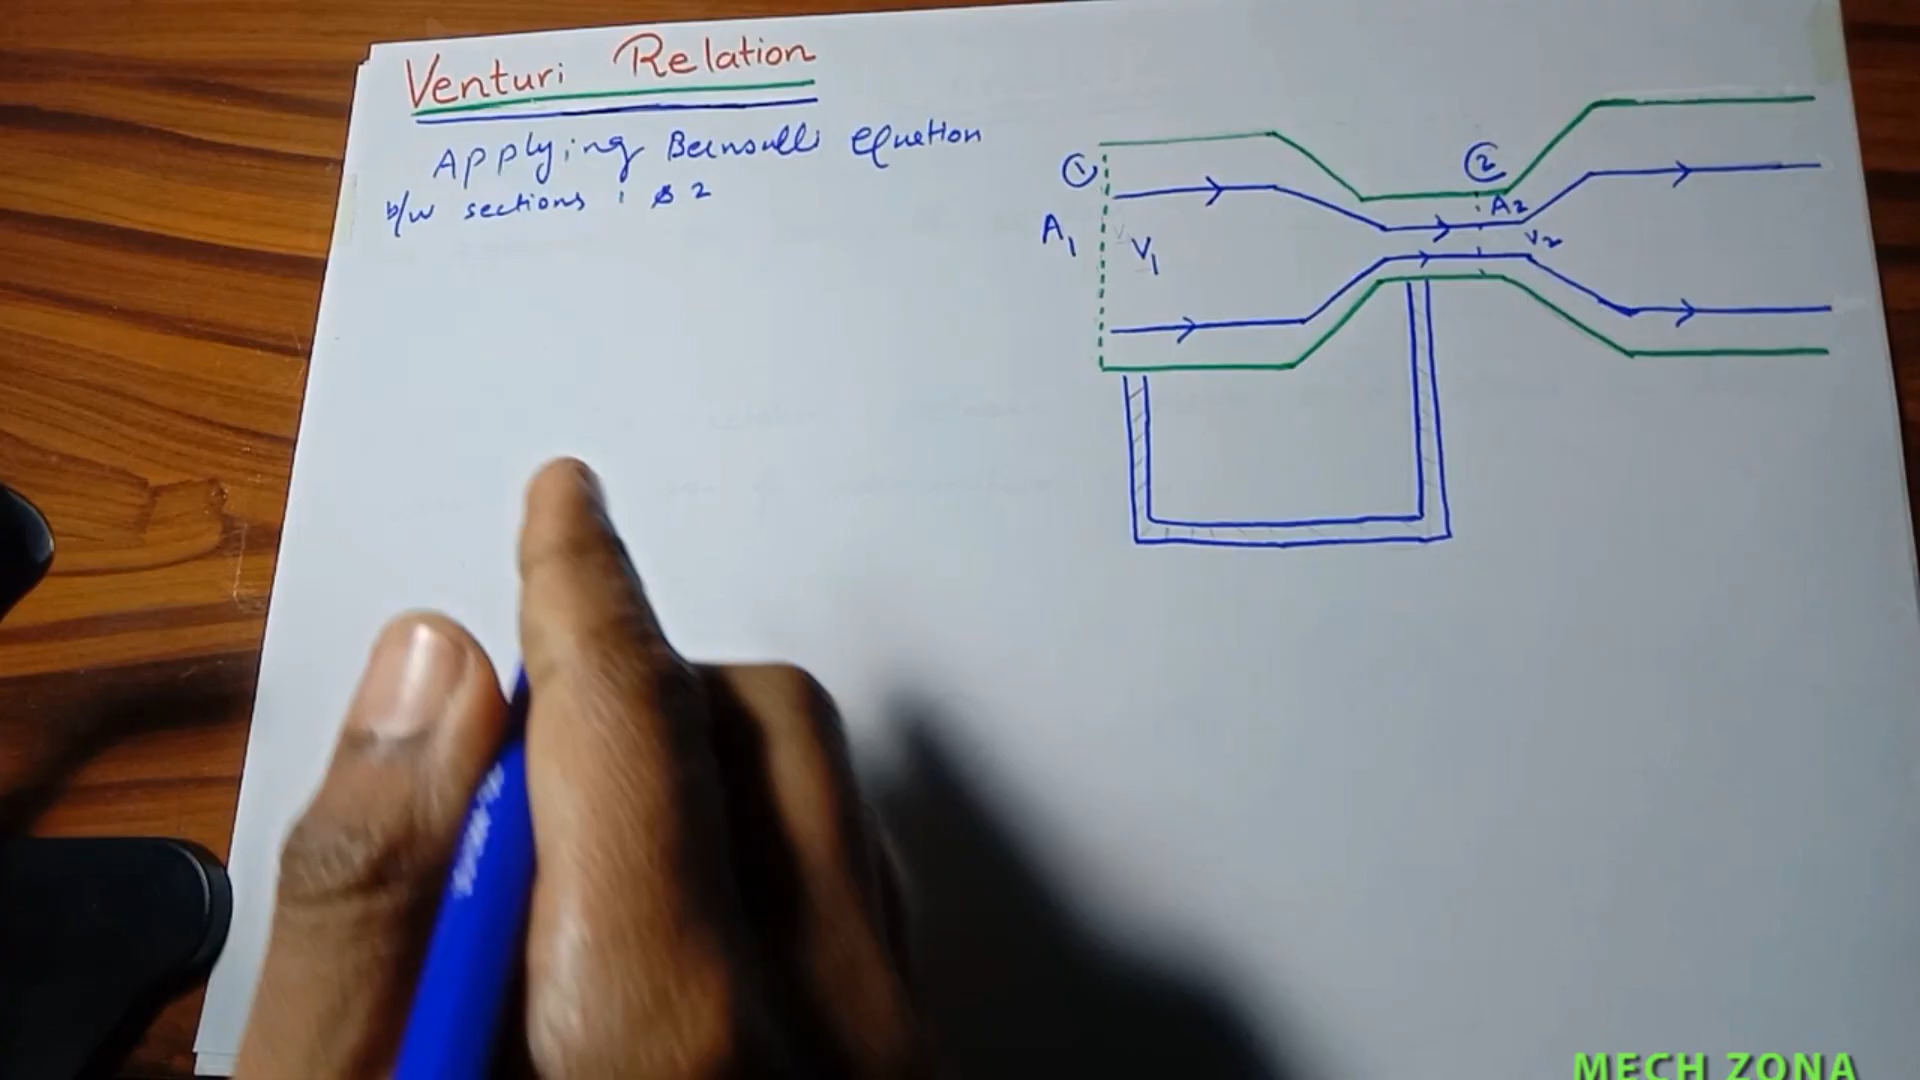 Venturi Relation
Applying Bernoulli equation
b/w sections 1 & 2
①
②
A₁
V₁
A₂
V₂
MECH ZONA